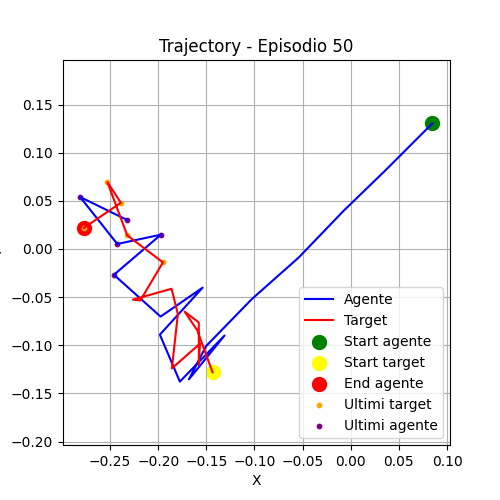 Trajectory - Episodio 50
0.15
0.10
0.05
0.00
−0.05
−0.10
−0.15
−0.20
Agente
Target
Start agente
Start target
End agente
Ultimi target
Ultimi agente
−0.25 −0.20 −0.15 −0.10 −0.05 0.00 0.05 0.10
X